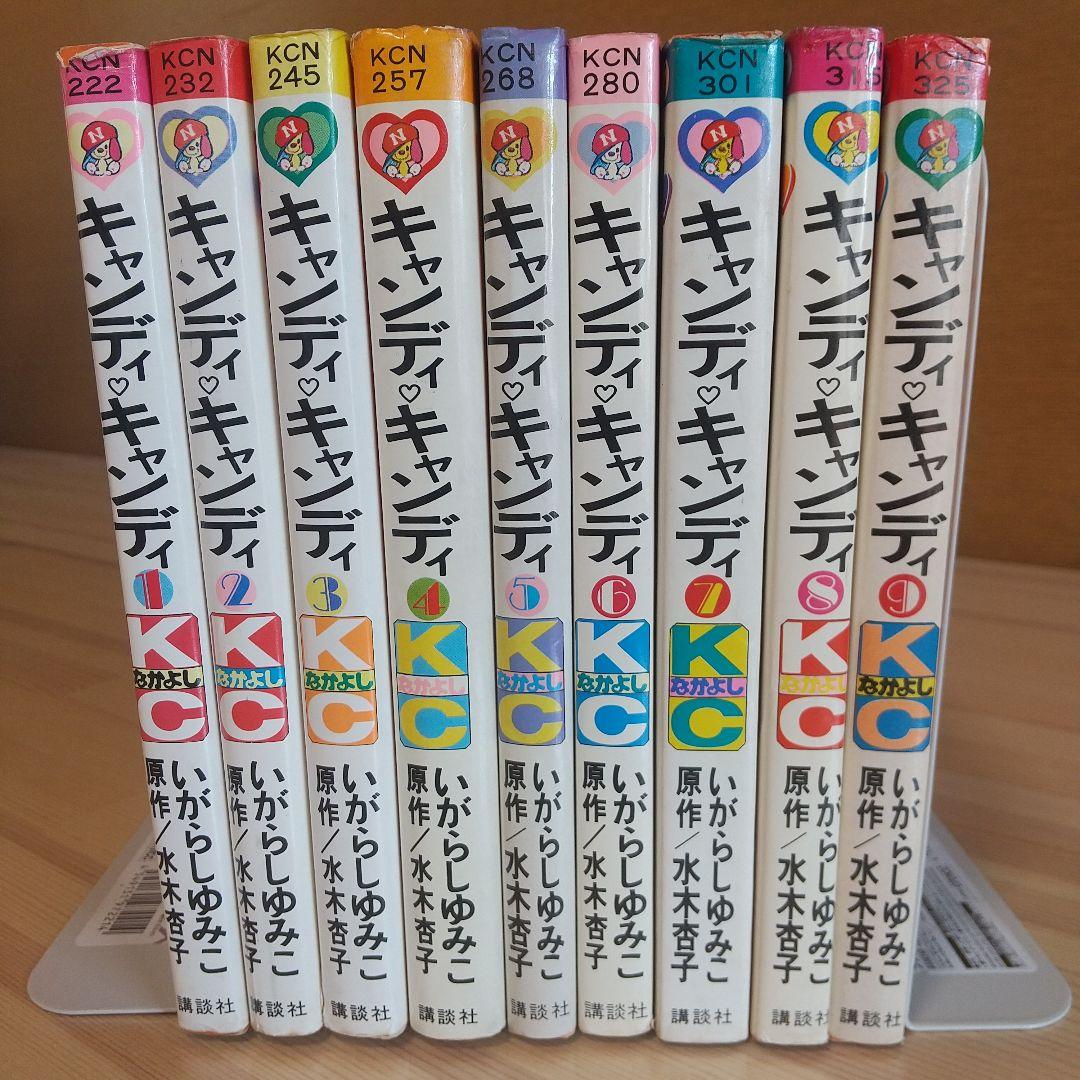 KCN
222
N
キャンディ♡キャンディ
1
K
なかよし
C
いがらしゆみこ
原作/水木杏子
講談社
KCN
232
N
キャンディ♡キャンディ
2
K
なかよし
C
いがらしゆみこ
原作/水木杏子
講談社
KCN
245
N
キャンディ♡キャンディ
3
K
なかよし
C
いがらしゆみこ
原作/水木杏子
講談社
KCN
257
N
キャンディ♡キャンディ
4
K
なかよし
C
いがらしゆみこ
原作/水木杏子
講談社
KCN
268
N
キャンディ♡キャンディ
5
K
なかよし
C
いがらしゆみこ
原作/水木杏子
講談社
KCN
280
N
キャンディ♡キャンディ
6
K
なかよし
C
いがらしゆみこ
原作/水木杏子
講談社
KCN
301
N
キャンディ♡キャンディ
7
K
なかよし
C
いがらしゆみこ
原作/水木杏子
講談社
KCN
315
N
キャンディ♡キャンディ
8
K
なかよし
C
いがらしゆみこ
原作/水木杏子
講談社
KCN
325
N
キャンディ♡キャンディ
9
K
なかよし
C
いがらしゆみこ
原作/水木杏子
講談社